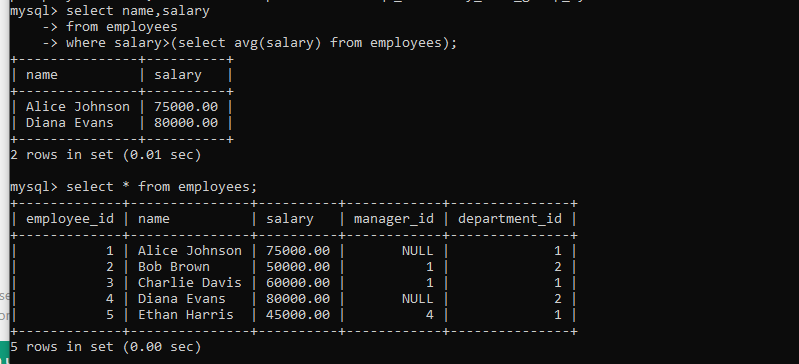 mysql> select name,salary
    -> from employees
    -> where salary>(select avg(salary) from employees);
+---------------+----------+
| name          | salary   |
+---------------+----------+
| Alice Johnson | 75000.00 |
| Diana Evans   | 80000.00 |
+---------------+----------+
2 rows in set (0.01 sec)

mysql> select * from employees;
+-------------+---------------+----------+------------+---------------+
| employee_id | name          | salary   | manager_id | department_id |
+-------------+---------------+----------+------------+---------------+
|           1 | Alice Johnson | 75000.00 |       NULL |             1 |
|           2 | Bob Brown     | 50000.00 |          1 |             2 |
|           3 | Charlie Davis | 60000.00 |          1 |             1 |
|           4 | Diana Evans   | 80000.00 |       NULL |             2 |
|           5 | Ethan Harris  | 45000.00 |          4 |             1 |
+-------------+---------------+----------+------------+---------------+
5 rows in set (0.00 sec)